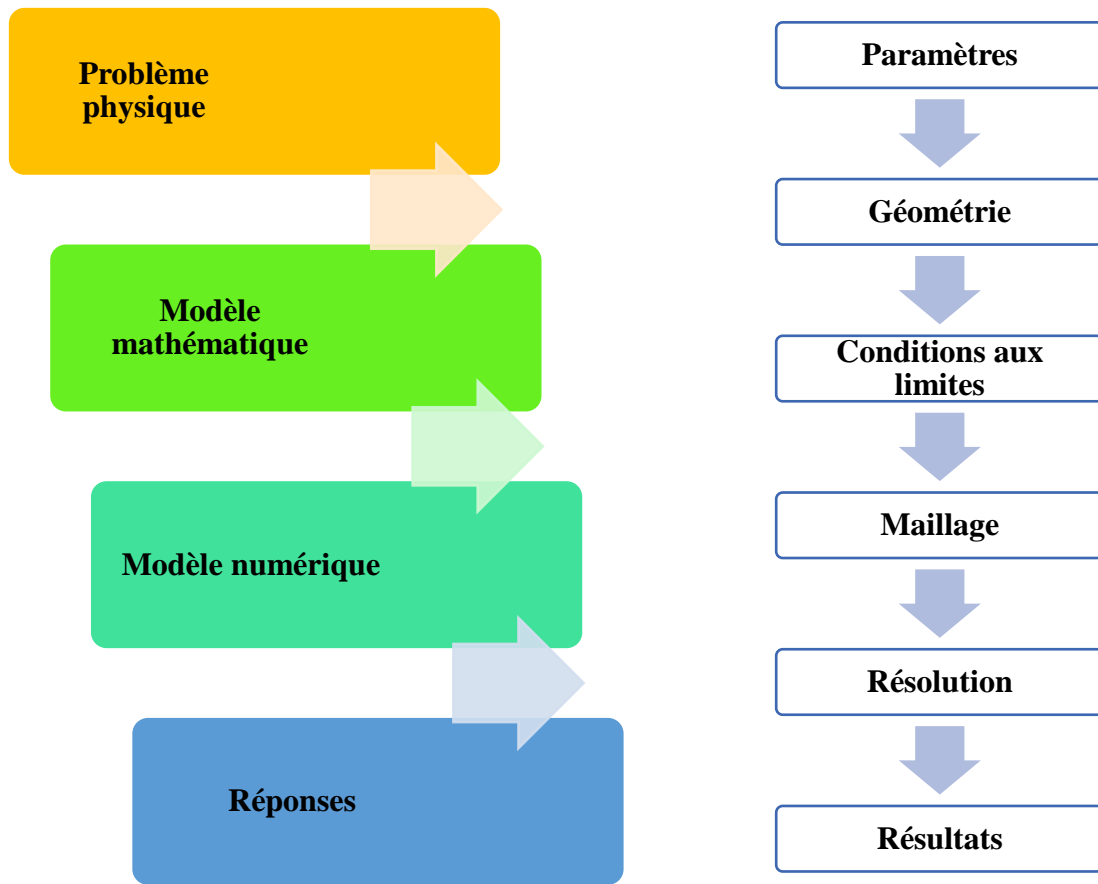 Problème
physique
Modèle
mathématique
Modèle numérique
Réponses
Paramètres
Géométrie
Conditions aux
limites
Maillage
Résolution
Résultats